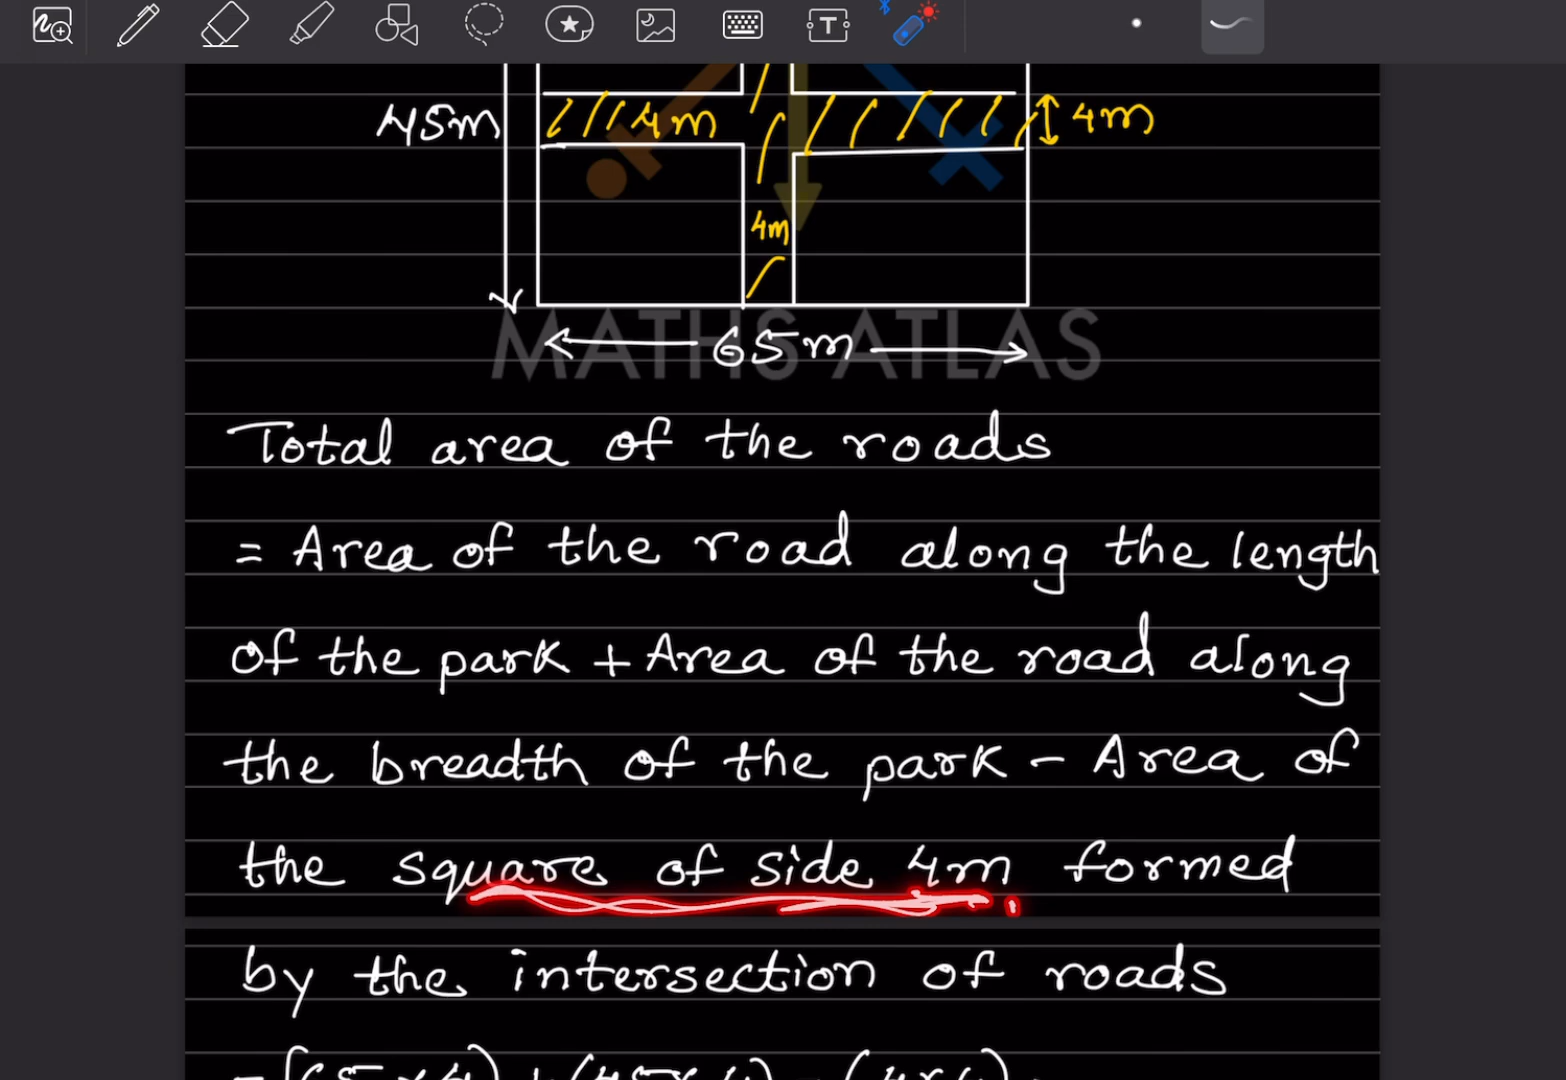 45m
4m
4m
4m
MATHS ATLAS
65m
Total area of the roads
= Area of the road along the length
of the park + Area of the road along
the breadth of the park - Area of
the square of side 4m formed
by the intersection of roads